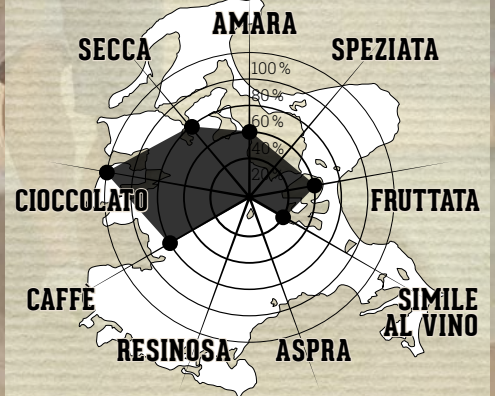 AMARA
SECCA
SPEZIATA
100%
80%
60%
40%
20%
CIOCCOLATO
FRUTTATA
CAFFÈ
SIMILE
AL VINO
RESINOSA
ASPRA